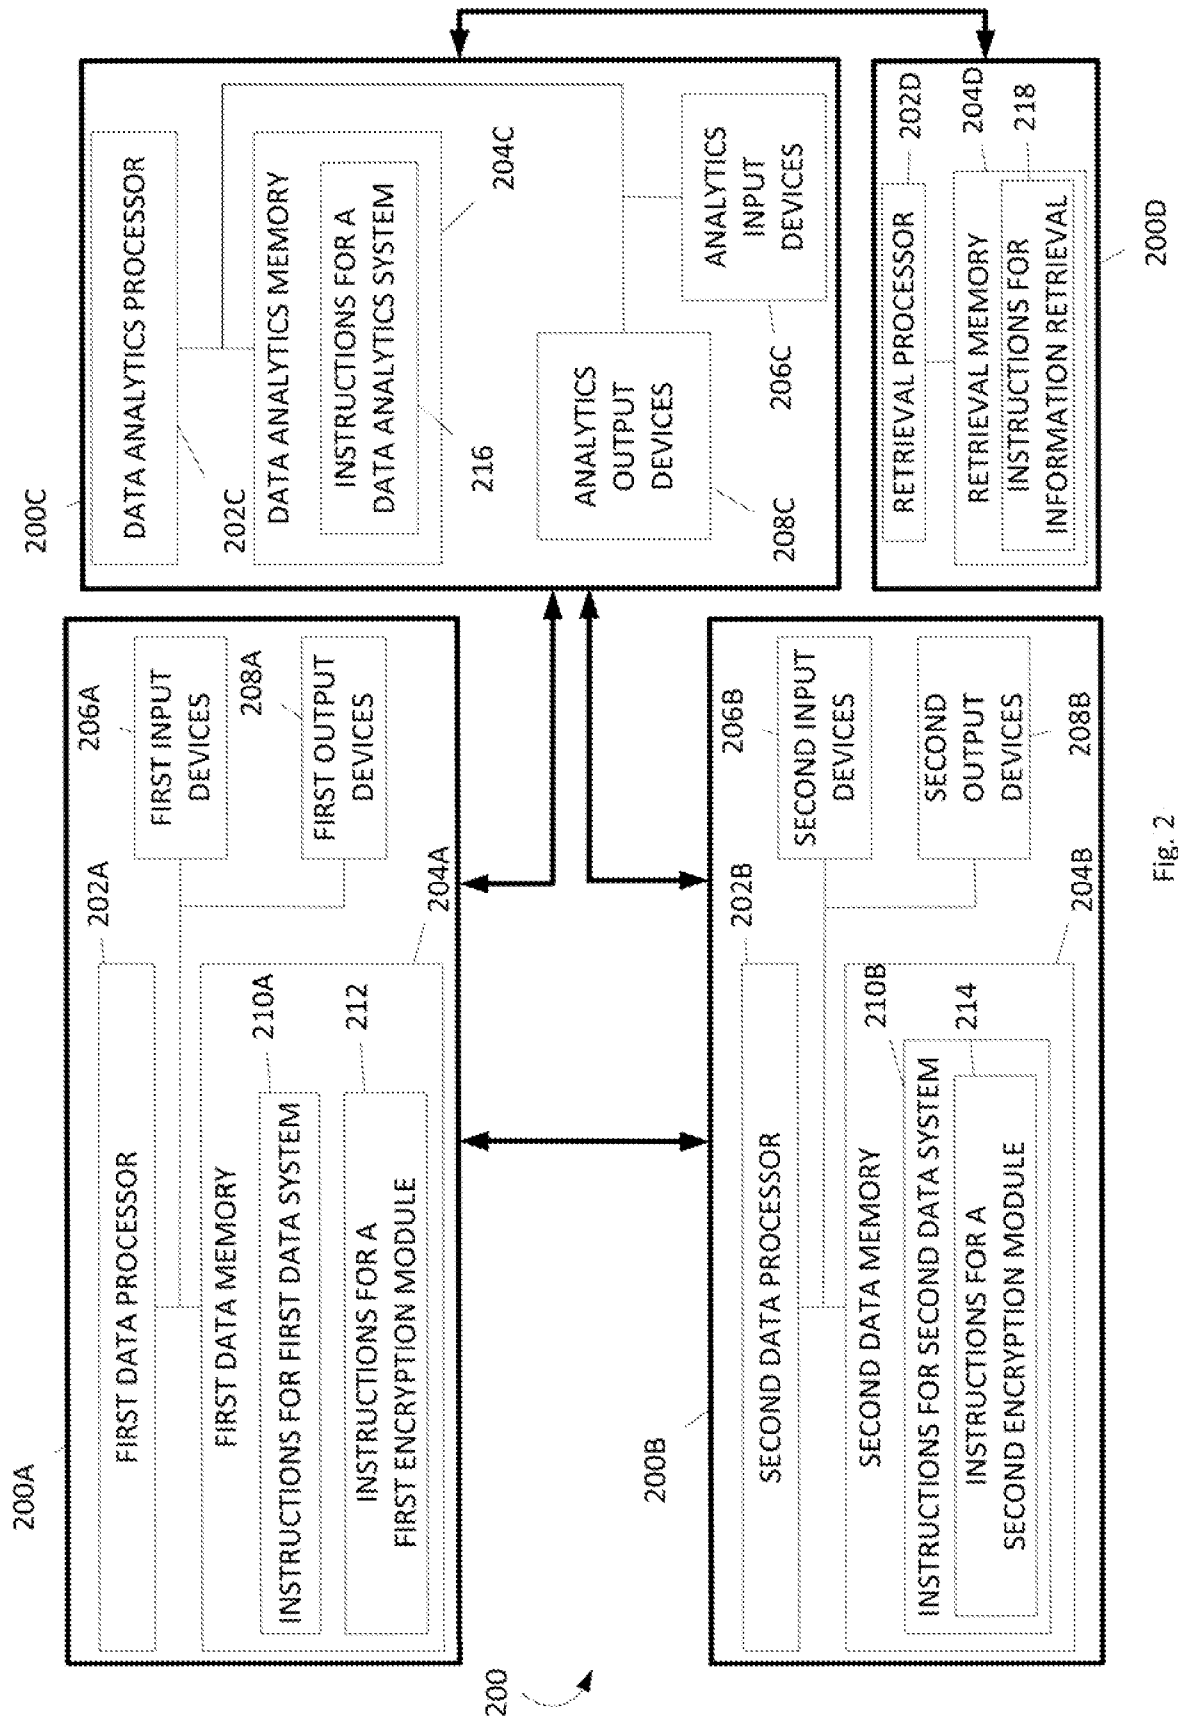 200
200A
FIRST DATA PROCESSOR
202A
FIRST DATA MEMORY
INSTRUCTIONS FOR FIRST DATA SYSTEM
210A
INSTRUCTIONS FOR A
FIRST ENCRYPTION MODULE
212
204A
206A
FIRST INPUT
DEVICES
208A
FIRST OUTPUT
DEVICES
200C
DATA ANALYTICS PROCESSOR
202C
DATA ANALYTICS MEMORY
INSTRUCTIONS FOR A
DATA ANALYTICS SYSTEM
204C
216
ANALYTICS
OUTPUT
DEVICES
208C
ANALYTICS
INPUT
DEVICES
206C
200B
SECOND DATA PROCESSOR
202B
SECOND DATA MEMORY
210B
INSTRUCTIONS FOR SECOND DATA SYSTEM
214
INSTRUCTIONS FOR A
SECOND ENCRYPTION MODULE
204B
206B
SECOND INPUT
DEVICES
SECOND
OUTPUT
DEVICES
208B
RETRIEVAL PROCESSOR
202D
RETRIEVAL MEMORY
204D
INSTRUCTIONS FOR
INFORMATION RETRIEVAL
218
200D
Fig. 2